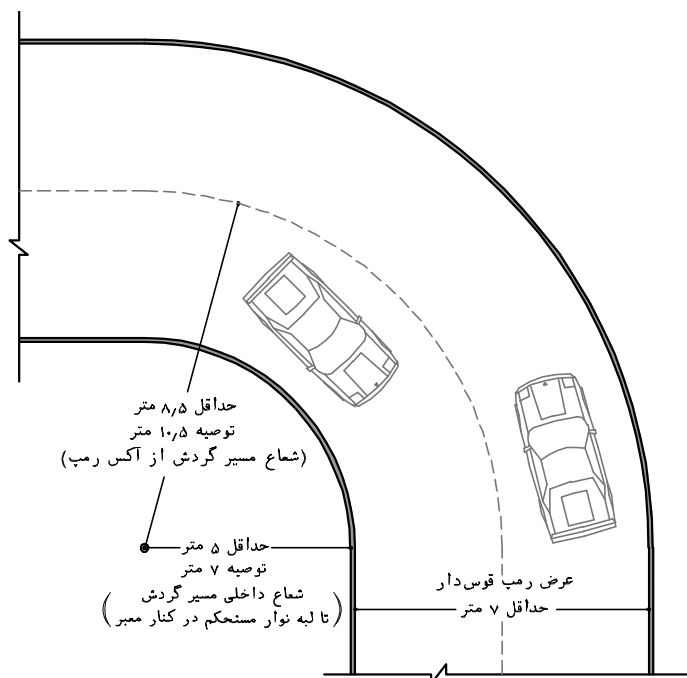 حداقل ۸٫۵ متر
توصیه ۱۰٫۵ متر
(شعاع مسیر گردش از آکس رمپ)
حداقل ۵ متر
توصیه ۷ متر
(شعاع داخلی مسیر گردش
تا لبه نوار مستحکم در کنار معبر)
عرض رمپ قوس‌دار
حداقل ۷ متر